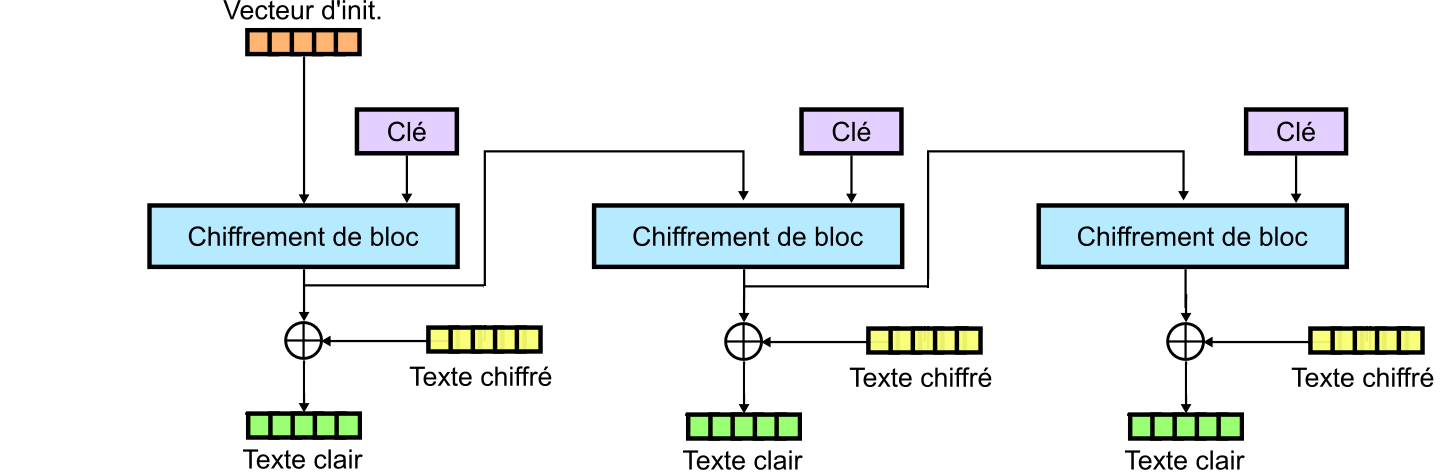 Vecteur d'init.
Clé
Clé
Clé
Chiffrement de bloc
Chiffrement de bloc
Chiffrement de bloc
Texte chiffré
Texte chiffré
Texte chiffré
Texte clair
Texte clair
Texte clair